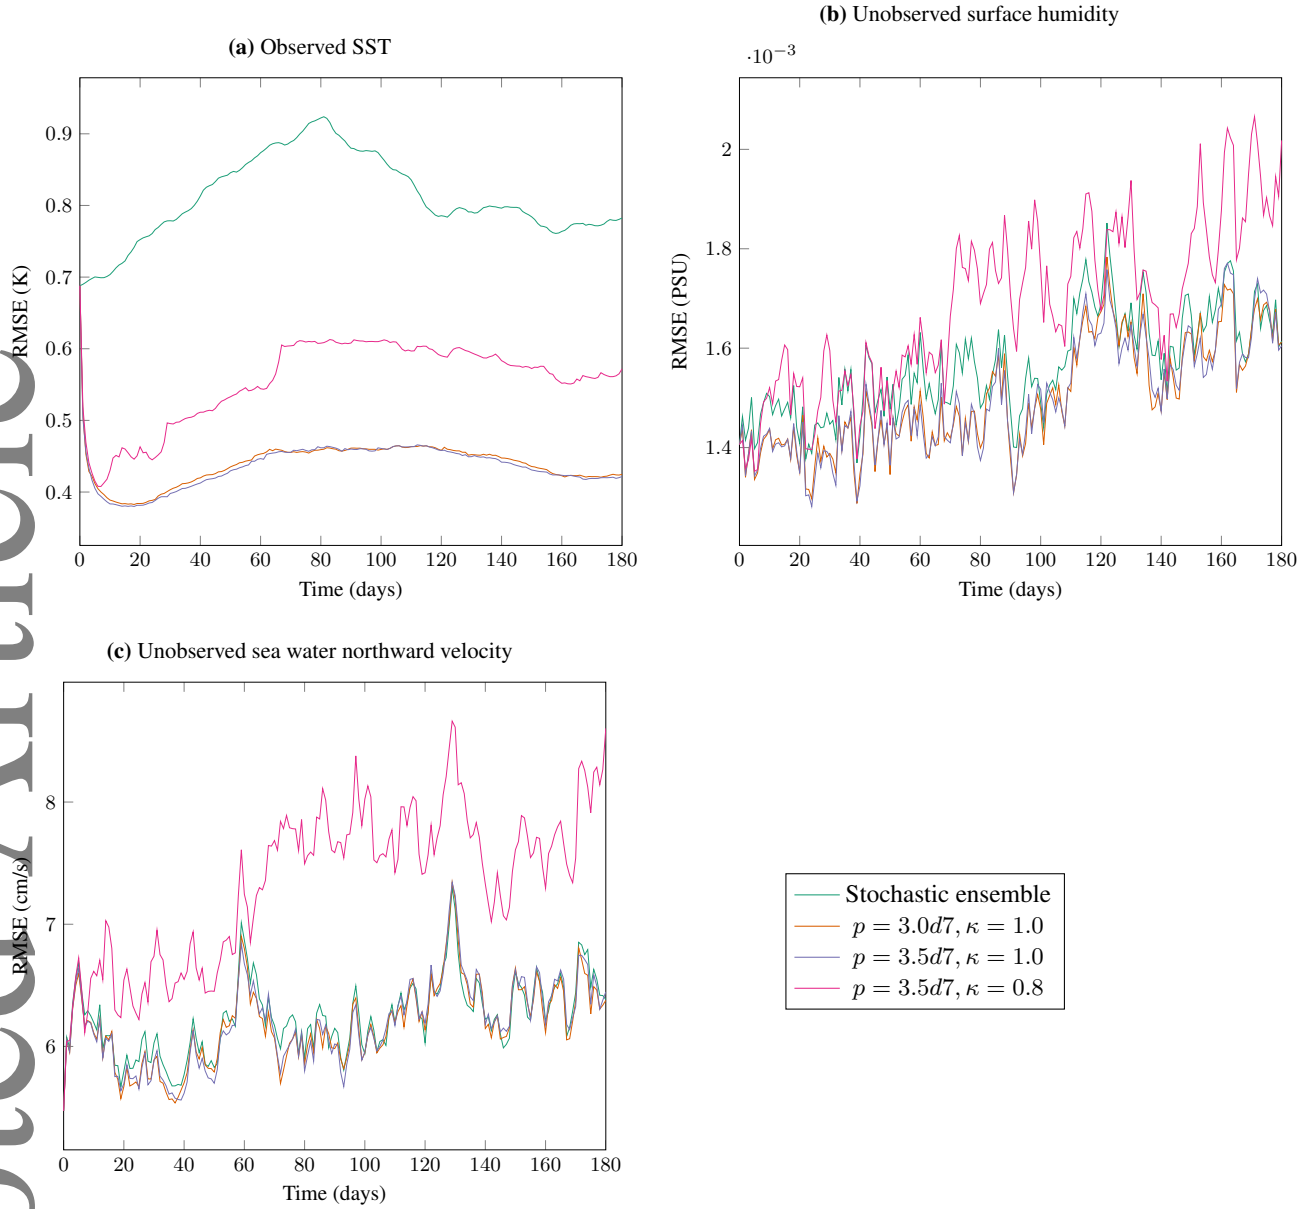 (a) Observed SST
0.9
0.8
0.7
0.6
0.5
0.4
RMSE (K)
0 20 40 60 80 100 120 140 160 180
Time (days)
(b) Unobserved surface humidity
·10⁻³
2
1.8
1.6
1.4
RMSE (PSU)
0 20 40 60 80 100 120 140 160 180
Time (days)
(c) Unobserved sea water northward velocity
8
7
6
RMSE (cm/s)
0 20 40 60 80 100 120 140 160 180
Time (days)
Stochastic ensemble
p = 3.0d7, κ = 1.0
p = 3.5d7, κ = 1.0
p = 3.5d7, κ = 0.8